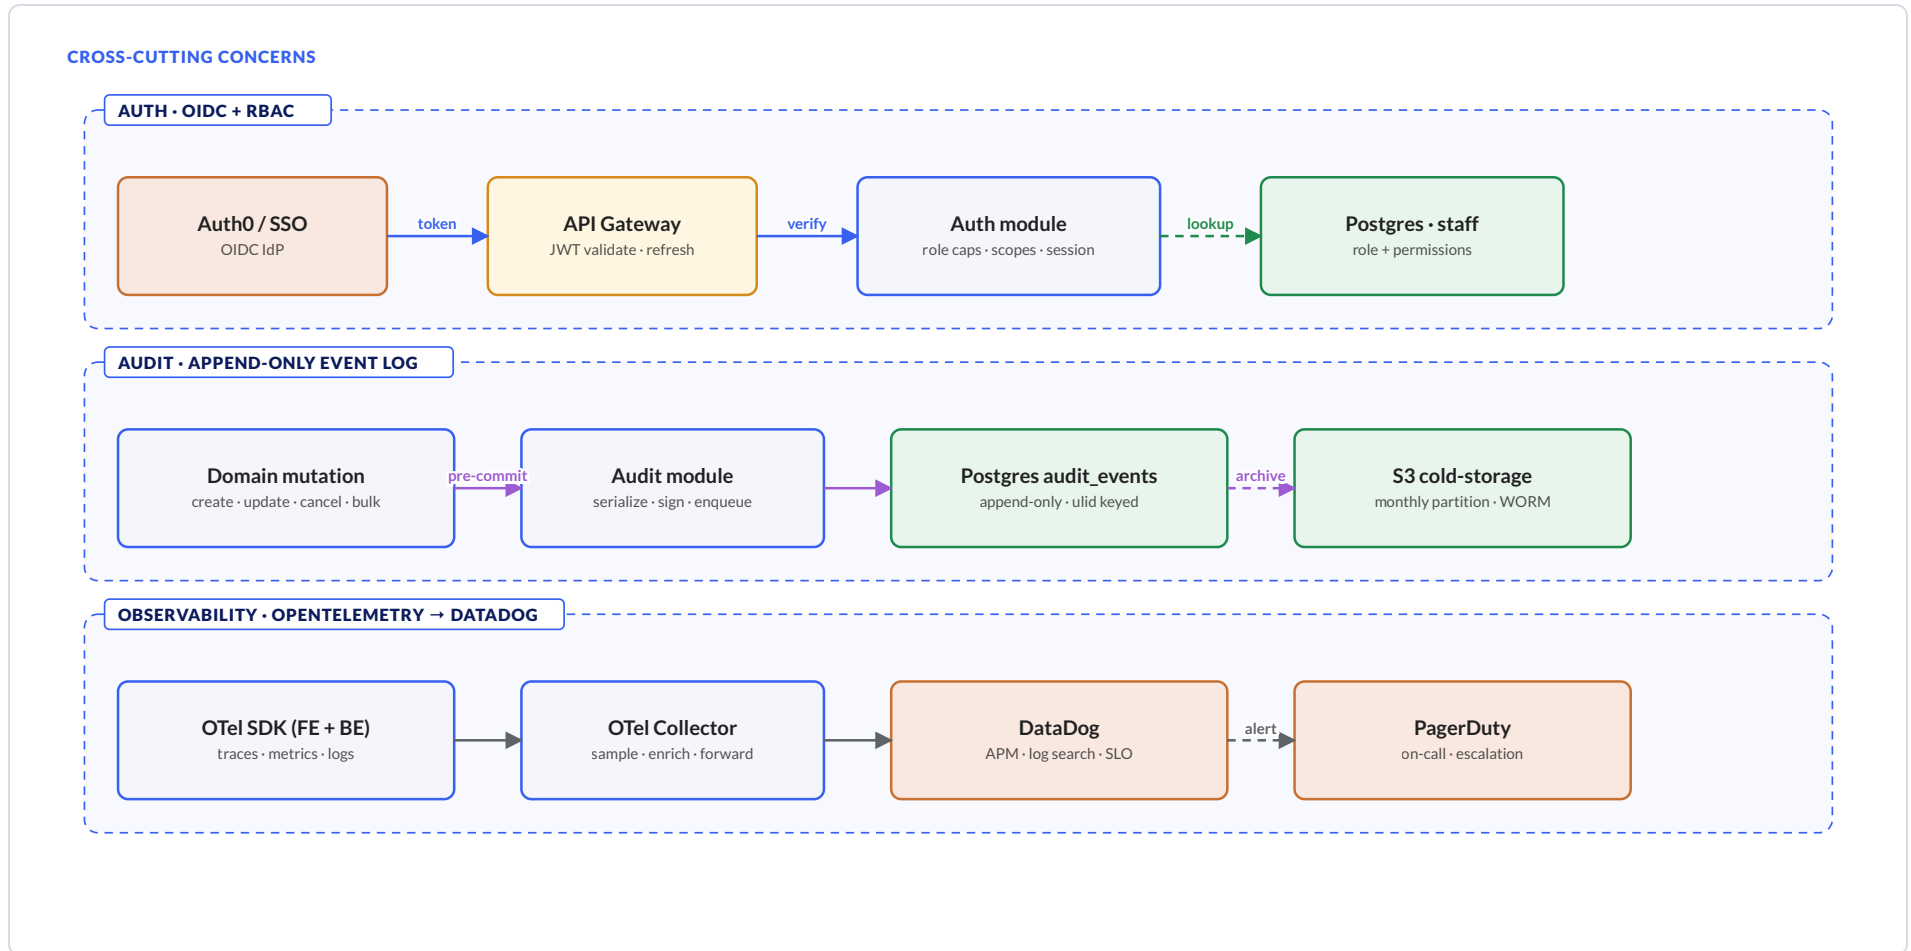 CROSS-CUTTING CONCERNS
AUTH · OIDC + RBAC
Auth0 / SSO
OIDC IdP
token
API Gateway
JWT validate · refresh
verify
Auth module
role caps · scopes · session
lookup
Postgres · staff
role + permissions
AUDIT · APPEND-ONLY EVENT LOG
Domain mutation
create · update · cancel · bulk
pre-commit
Audit module
serialize · sign · enqueue
Postgres audit_events
append-only · ulid keyed
archive
S3 cold-storage
monthly partition · WORM
OBSERVABILITY · OPENTELEMETRY → DATADOG
OTel SDK (FE + BE)
traces · metrics · logs
OTel Collector
sample · enrich · forward
DataDog
APM · log search · SLO
alert
PagerDuty
on-call · escalation